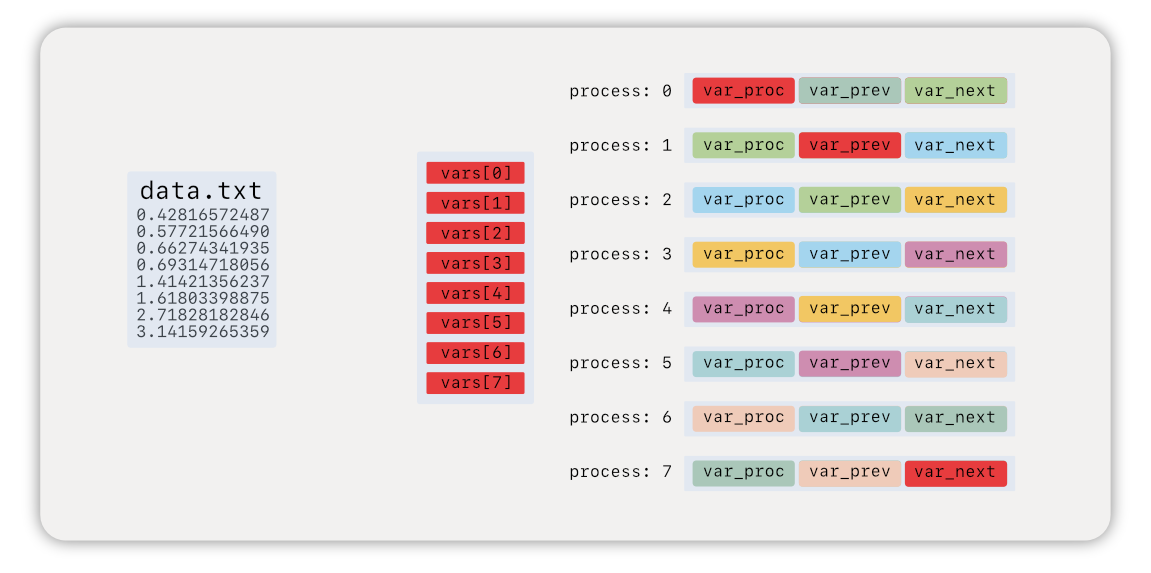 data.txt
0.42816572487
0.57721566490
0.66274341935
0.69314718056
1.41421356237
1.61803398875
2.71828182846
3.14159265359
vars[0]
vars[1]
vars[2]
vars[3]
vars[4]
vars[5]
vars[6]
vars[7]
process: 0 var_proc var_prev var_next
process: 1 var_proc var_prev var_next
process: 2 var_proc var_prev var_next
process: 3 var_proc var_prev var_next
process: 4 var_proc var_prev var_next
process: 5 var_proc var_prev var_next
process: 6 var_proc var_prev var_next
process: 7 var_proc var_prev var_next